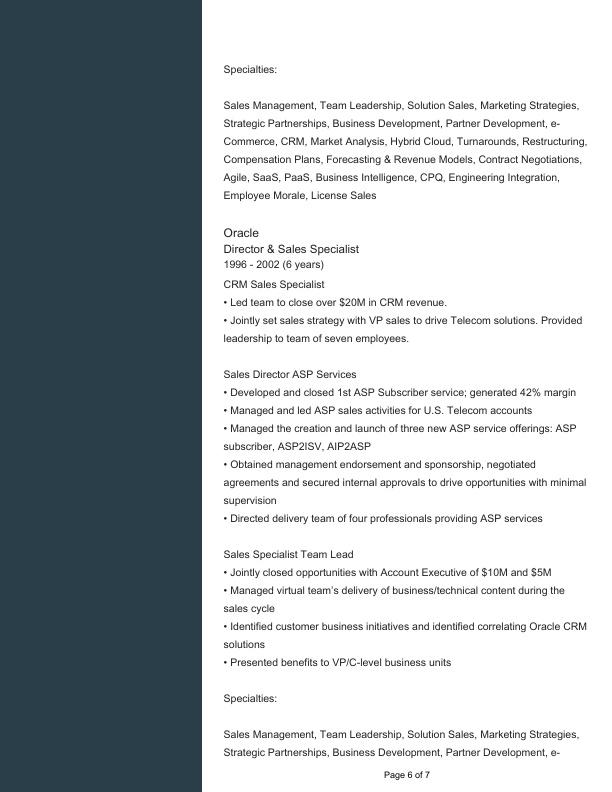 Specialties:
Sales Management, Team Leadership, Solution Sales, Marketing Strategies,
Strategic Partnerships, Business Development, Partner Development, e-
Commerce, CRM, Market Analysis, Hybrid Cloud, Turnarounds, Restructuring,
Compensation Plans, Forecasting & Revenue Models, Contract Negotiations,
Agile, SaaS, PaaS, Business Intelligence, CPQ, Engineering Integration,
Employee Morale, License Sales
Oracle
Director & Sales Specialist
1996 - 2002 (6 years)
CRM Sales Specialist
• Led team to close over $20M in CRM revenue.
• Jointly set sales strategy with VP sales to drive Telecom solutions. Provided
leadership to team of seven employees.
Sales Director ASP Services
• Developed and closed 1st ASP Subscriber service; generated 42% margin
• Managed and led ASP sales activities for U.S. Telecom accounts
• Managed the creation and launch of three new ASP service offerings: ASP
subscriber, ASP2ISV, AIP2ASP
• Obtained management endorsement and sponsorship, negotiated
agreements and secured internal approvals to drive opportunities with minimal
supervision
• Directed delivery team of four professionals providing ASP services
Sales Specialist Team Lead
• Jointly closed opportunities with Account Executive of $10M and $5M
• Managed virtual team's delivery of business/technical content during the
sales cycle
• Identified customer business initiatives and identified correlating Oracle CRM
solutions
• Presented benefits to VP/C-level business units
Specialties:
Sales Management, Team Leadership, Solution Sales, Marketing Strategies,
Strategic Partnerships, Business Development, Partner Development, e-
Page 6 of 7